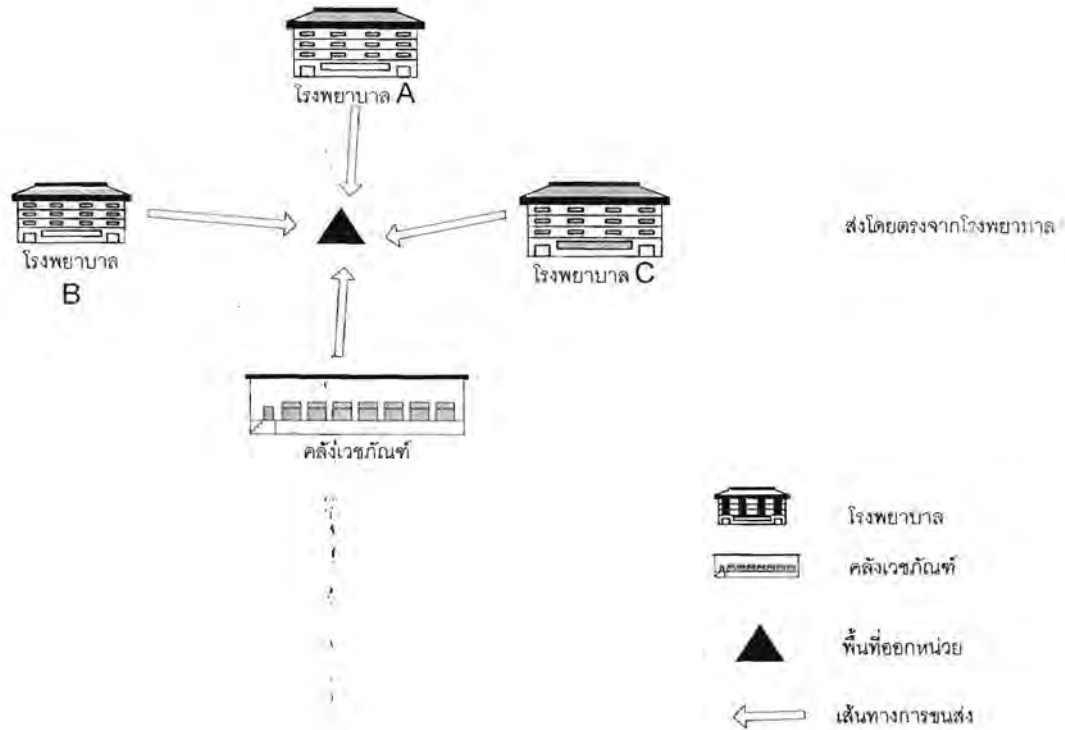 โรงพยาบาล A
โรงพยาบาล
B
โรงพยาบาล C
ส่งโดยตรงจากโรงพยาบาล
คลังเวชภัณฑ์
โรงพยาบาล
คลังเวชภัณฑ์
พื้นที่ออกหน่วย
เส้นทางการขนส่ง